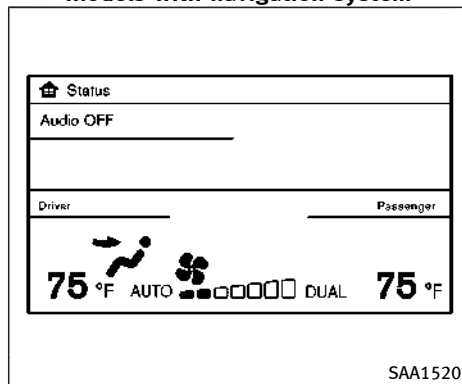 Models with navigation system
Status
Audio OFF
Driver Passenger
75 °F AUTO DUAL 75 °F
SAA1520